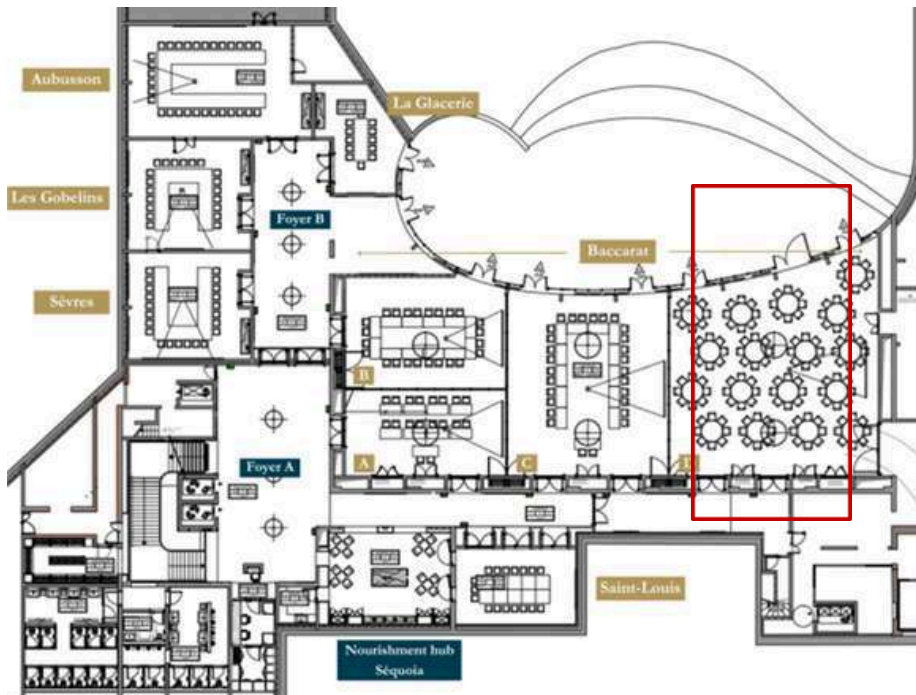 Aubusson
La Glacerie
Les Gobelins
Foyer B
Baccarat
Sèvres
B
A
C
Foyer A
Saint-Louis
Nourishment hub
Séquoia